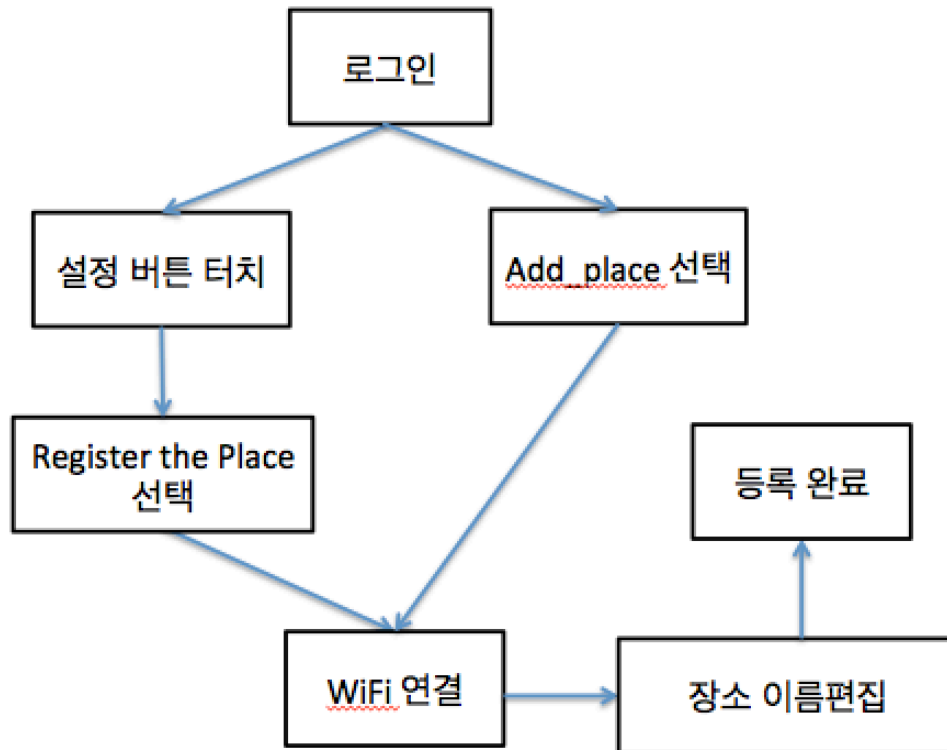 로그인
설정 버튼 터치
Add_place 선택
Register the Place
선택
등록 완료
WiFi 연결
장소 이름편집